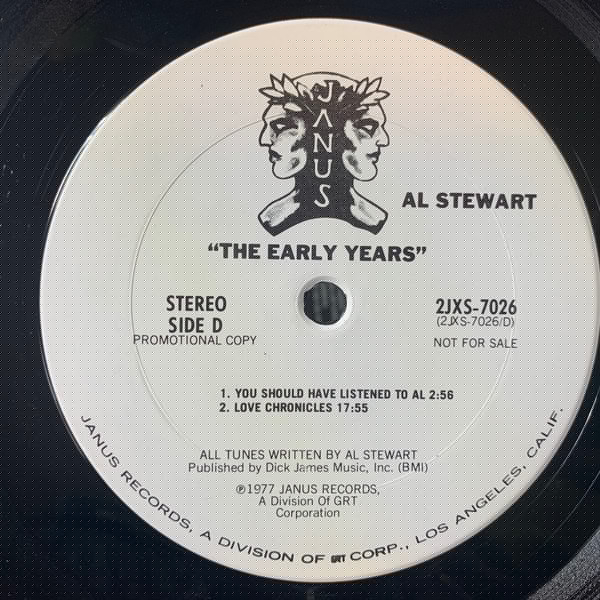 JANUS
AL STEWART
“THE EARLY YEARS”
STEREO
SIDE D
PROMOTIONAL COPY
2JXS-7026
(2JXS-7026/D)
NOT FOR SALE
1. YOU SHOULD HAVE LISTENED TO AL 2:56
2. LOVE CHRONICLES 17:55
ALL TUNES WRITTEN BY AL STEWART
Published by Dick James Music, Inc. (BMI)
℗1977 JANUS RECORDS,
A Division Of GRT
Corporation
JANUS RECORDS, A DIVISION OF GRT CORP., LOS ANGELES, CALIF.